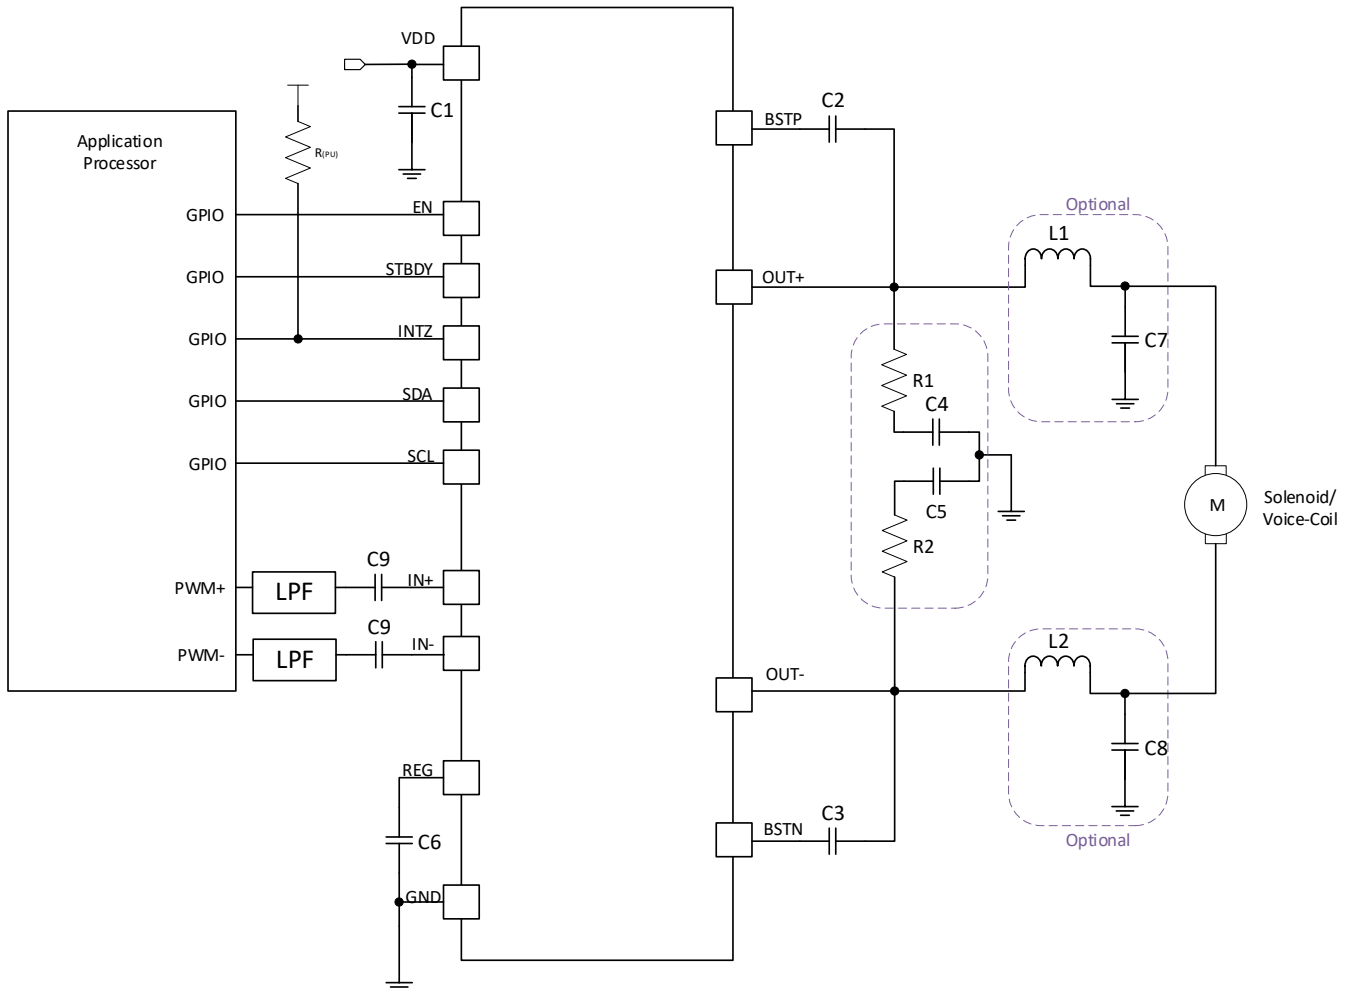 VDD
C1
Application
Processor
R(PU)
BSTP
C2
GPIO
EN
Optional
L1
GPIO
STBDY
OUT+
GPIO
INTZ
C7
R1
GPIO
SDA
C4
GPIO
SCL
C5
M
Solenoid/
Voice-Coil
R2
C9
PWM+
LPF
IN+
C9
PWM-
LPF
IN-
L2
OUT-
REG
C8
C3
BSTN
C6
Optional
GND